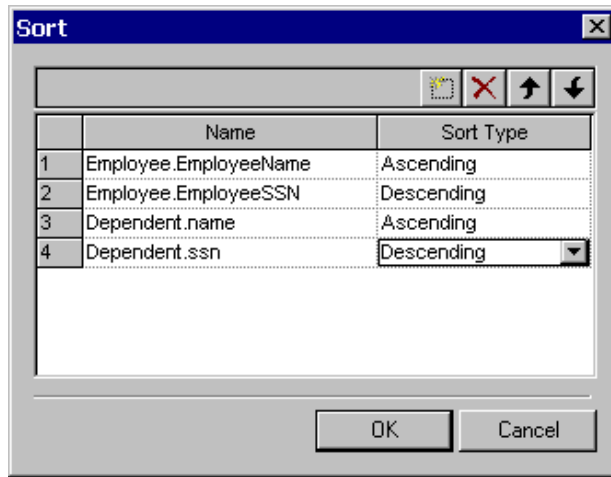 Sort
Name Sort Type
1 Employee.EmployeeName Ascending
2 Employee.EmployeeSSN Descending
3 Dependent.name Ascending
4 Dependent.ssn Descending
OK Cancel